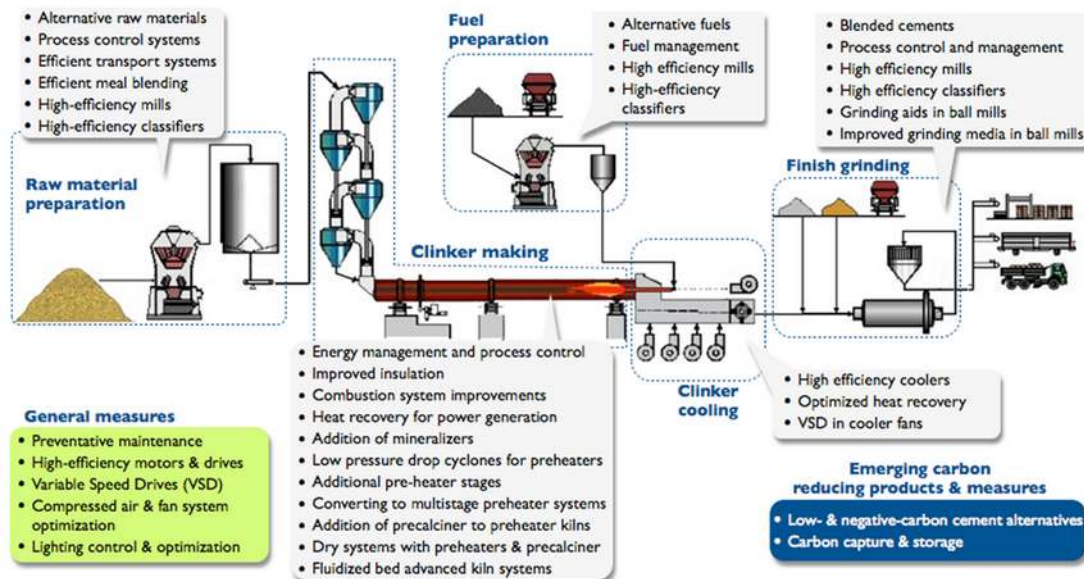 • Alternative raw materials
• Process control systems
• Efficient transport systems
• Efficient meal blending
• High-efficiency mills
• High-efficiency classifiers
Raw material
preparation
Fuel
preparation
• Alternative fuels
• Fuel management
• High efficiency mills
• High-efficiency
classifiers
• Blended cements
• Process control and management
• High efficiency mills
• High efficiency classifiers
• Grinding aids in ball mills
• Improved grinding media in ball mills
Finish grinding
Clinker making
• Energy management and process control
• Improved insulation
• Combustion system improvements
• Heat recovery for power generation
• Addition of mineralizers
• Low pressure drop cyclones for preheaters
• Additional pre-heater stages
• Converting to multistage preheater systems
• Addition of precalciner to preheater kilns
• Dry systems with preheaters & precalciner
• Fluidized bed advanced kiln systems
Clinker
cooling
• High efficiency coolers
• Optimized heat recovery
• VSD in cooler fans
General measures
• Preventative maintenance
• High-efficiency motors & drives
• Variable Speed Drives (VSD)
• Compressed air & fan system
optimization
• Lighting control & optimization
Emerging carbon
reducing products & measures
• Low- & negative-carbon cement alternatives
• Carbon capture & storage